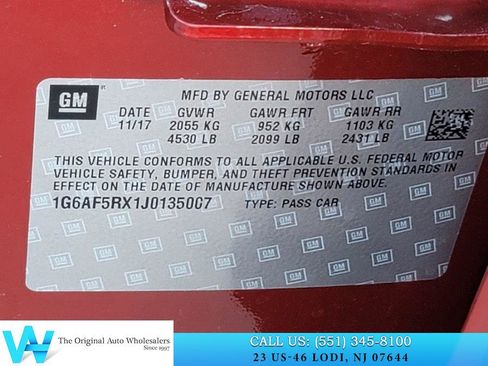 GM
MFD BY GENERAL MOTORS LLC
DATE GVWR GAWR FRT GAWR RR
11/17 2055 KG 952 KG 1103 KG
4530 LB 2099 LB 2431 LB
THIS VEHICLE CONFORMS TO ALL APPLICABLE U.S. FEDERAL MOTOR
VEHICLE SAFETY, BUMPER, AND THEFT PREVENTION STANDARDS IN
EFFECT ON THE DATE OF MANUFACTURE SHOWN ABOVE.
1G6AF5RX1J0135007 TYPE: PASS CAR
W
The Original Auto Wholesalers
Since 1997
CALL US: (551) 345-8100
23 US-46 LODI, NJ 07644